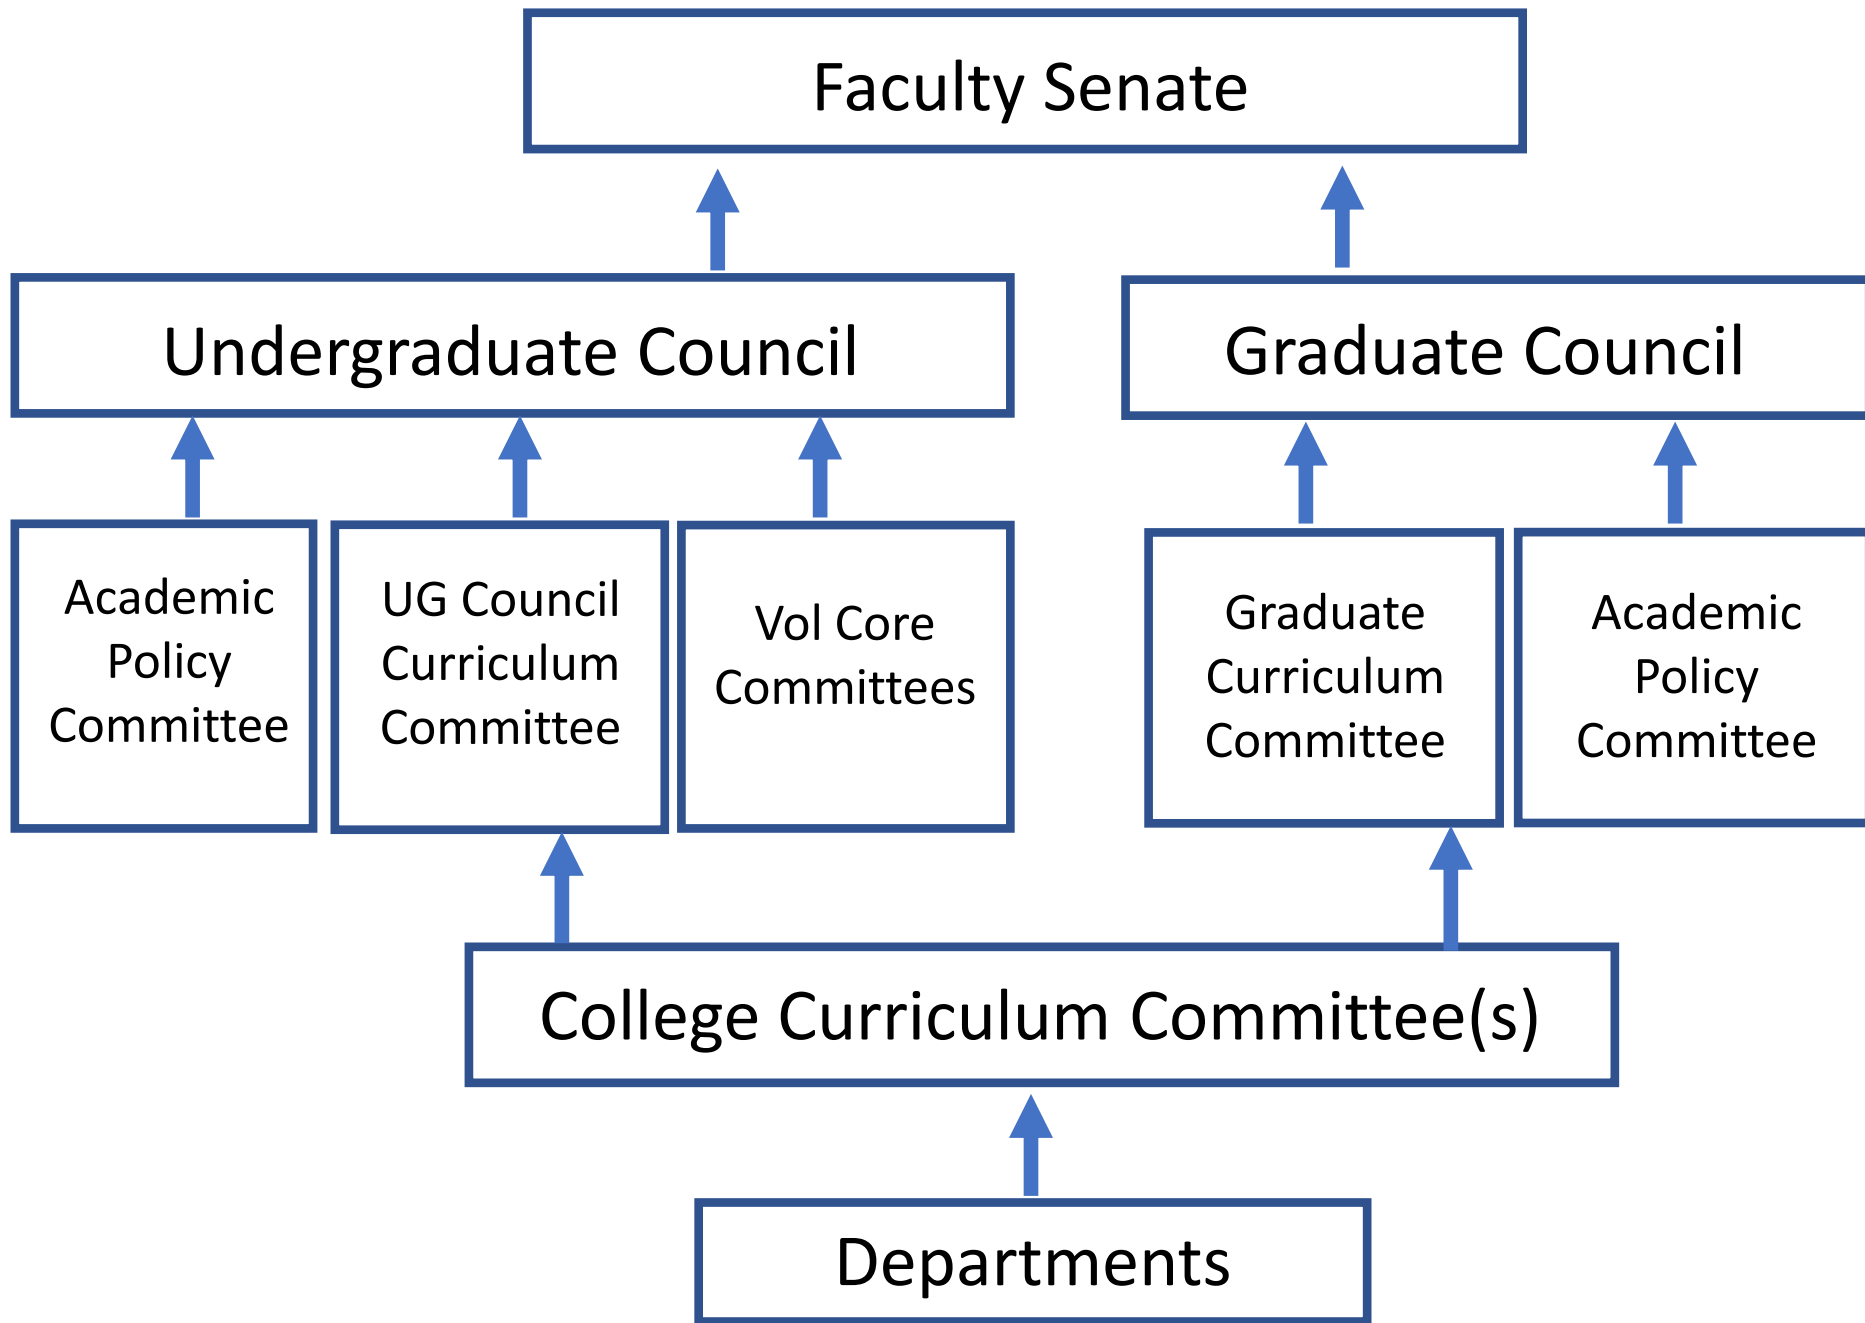 Faculty Senate
Undergraduate Council
Graduate Council
Academic
Policy
Committee
UG Council
Curriculum
Committee
Vol Core
Committees
Graduate
Curriculum
Committee
Academic
Policy
Committee
College Curriculum Committee(s)
Departments